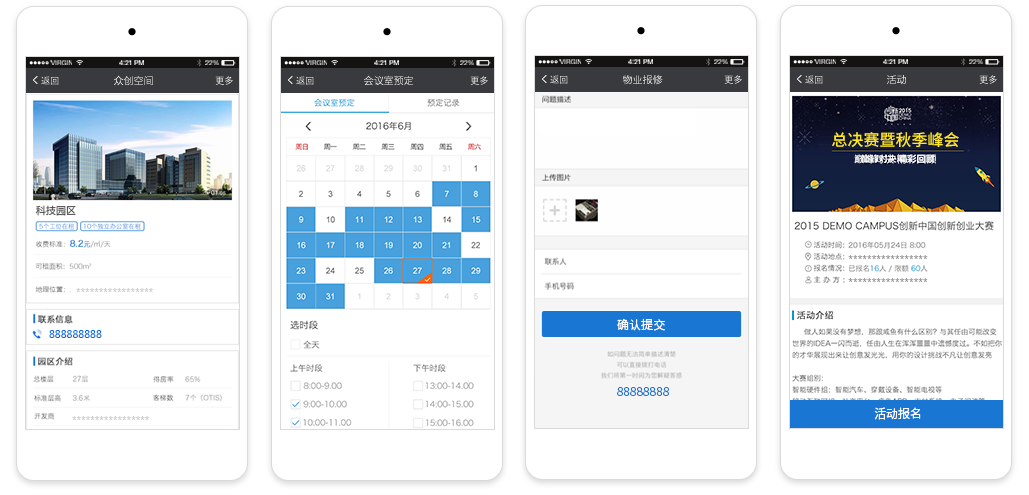 VIRGIN 4:21 PM 22%
返回 众创空间 更多
科技园区
5个工位在租 10个独立办公室在租
收费标准: 8.2元/㎡/天
可租面积: 500m²
地理位置: *****************
联系信息
888888888
园区介绍
总楼层 27层 得房率 65%
标准层高 3.6米 客梯数 7个 (OTIS)
开发商 *****************
VIRGIN 4:21 PM 22%
返回 会议室预定 更多
会议室预定 预定记录
2016年6月
周日 周一 周二 周三 周四 周五 周六
26 27 28 29 30 31 1
2 3 4 5 6 7 8
9 10 11 12 13 14 15
16 17 18 19 20 21 22
23 24 25 26 27 28 29
30 31 1 2 3 4 5
选时段
全天
上午时段 下午时段
8:00-9.00 13:00-14.00
9:00-10.00 14:00-15.00
10:00-11.00 15:00-16.00
VIRGIN 4:21 PM 22%
返回 物业报修 更多
问题描述
上传图片
联系人
手机号码
确认提交
如问题无法简单描述清楚
可以直接拨打电话
我们将第一时间为您解疑答惑
88888888
VIRGIN 4:21 PM 22%
返回 活动 更多
2015
总决赛暨秋季峰会
巅峰对决 精彩回顾
2015 DEMO CAMPUS创新中国创新创业大赛
活动时间: 2016年05月24日 8:00
活动地点: *****************
报名情况: 已报名16人 / 限额 60人
主 办 方 : *****************
活动介绍
做人如果没有梦想，那跟咸鱼有什么区别？与其任由可能改变
世界的IDEA一闪而逝，任由人生在浑浑噩噩中遗憾度过。不如把你
的才华展现出来让创意发光光，用你的设计挑战不凡让创意发亮
大赛组别:
智能硬件组：智能汽车、穿戴设备、智能电视等
活动报名